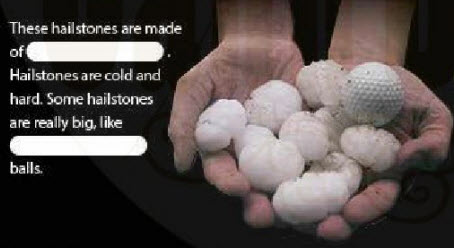 These hailstones are made
of .
Hailstones are cold and
hard. Some hailstones
are really big, like
balls.